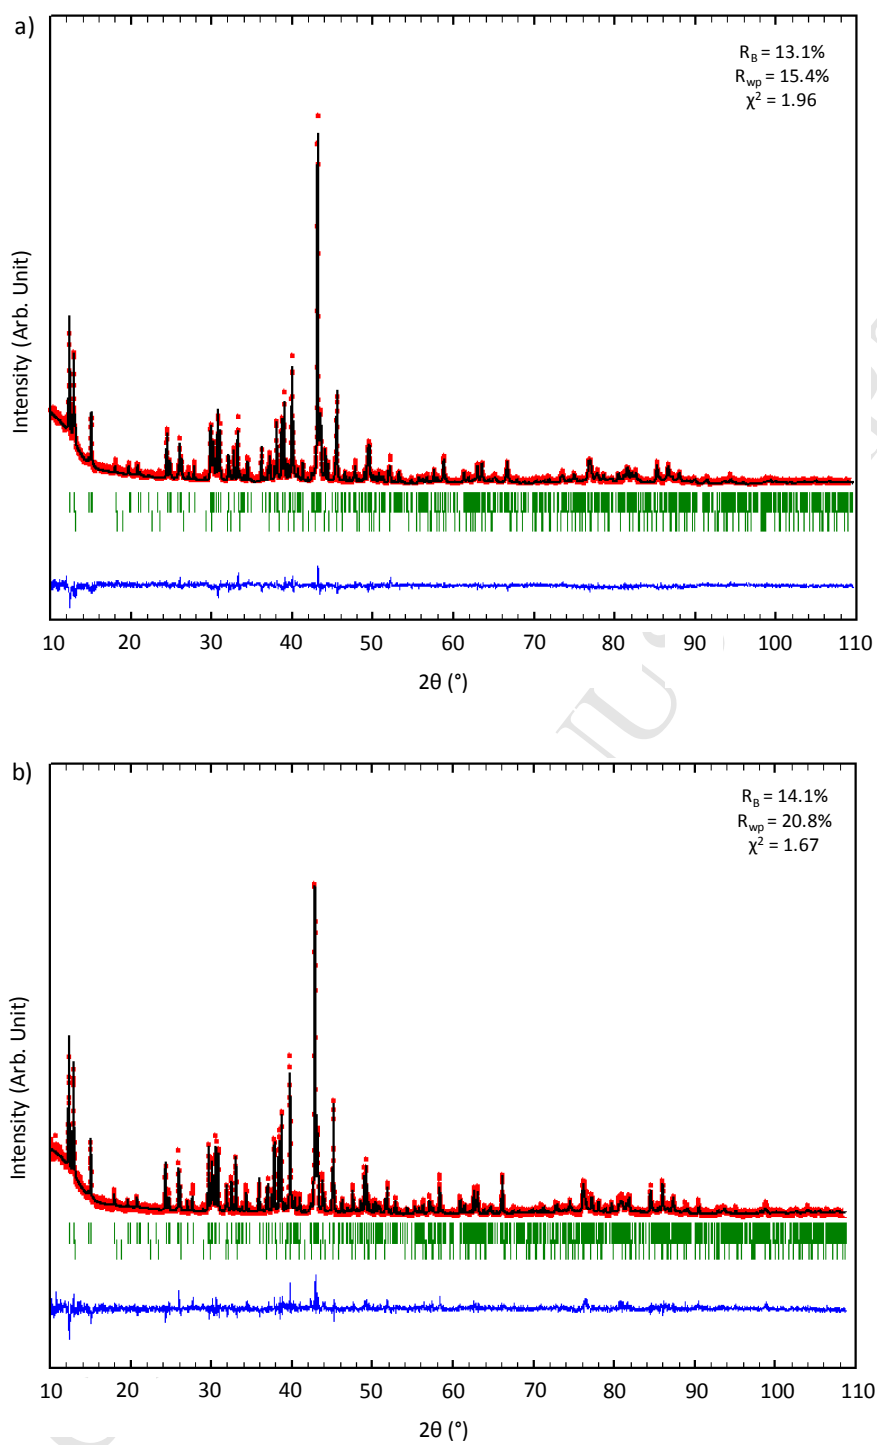 a)
R_B = 13.1%
R_wp = 15.4%
χ² = 1.96
Intensity (Arb. Unit)
10 20 30 40 50 60 70 80 90 100 110
2θ (°)
b)
R_B = 14.1%
R_wp = 20.8%
χ² = 1.67
Intensity (Arb. Unit)
10 20 30 40 50 60 70 80 90 100 110
2θ (°)